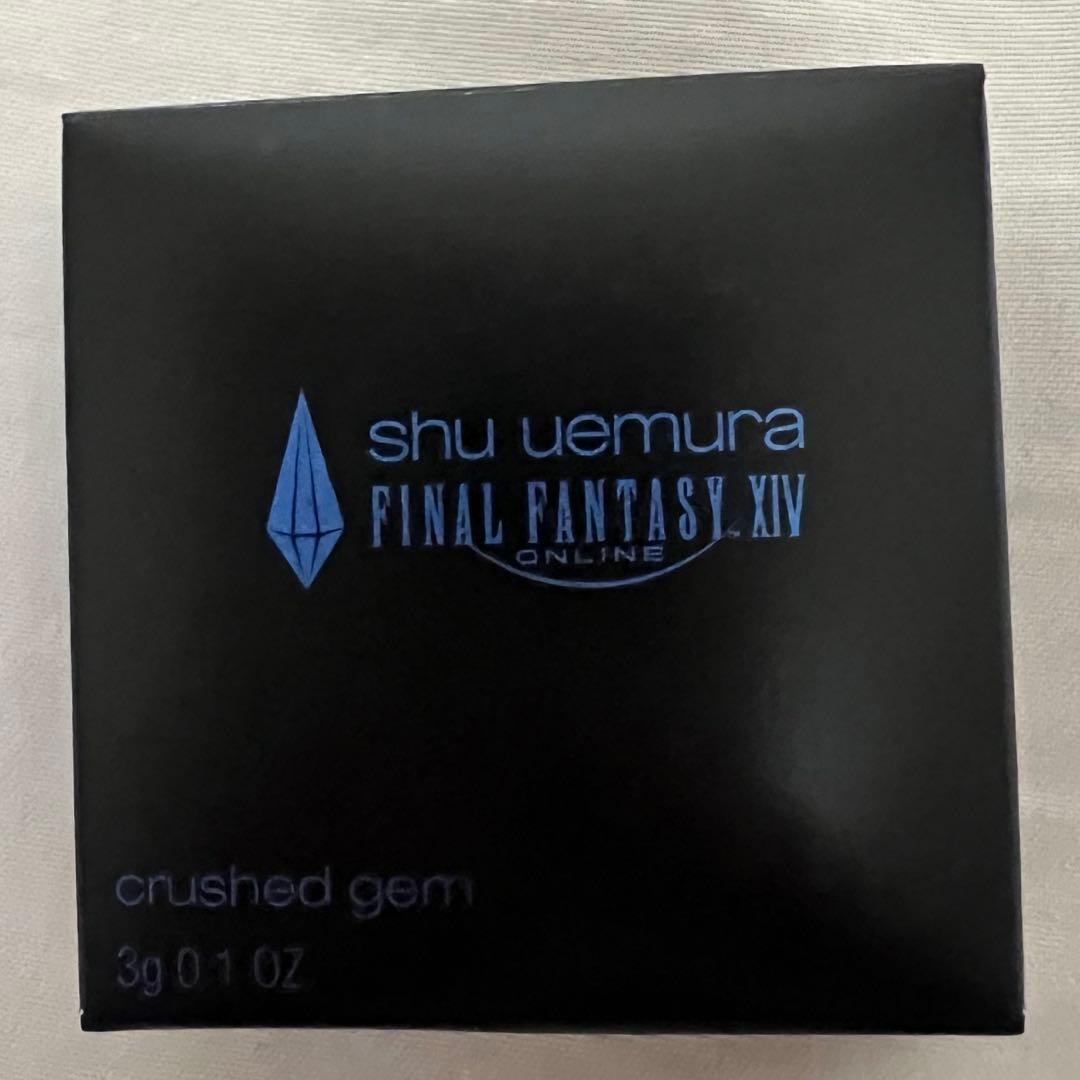 shu uemura
FINAL FANTASY XIV
ONLINE
crushed gem
3g 0 1 OZ